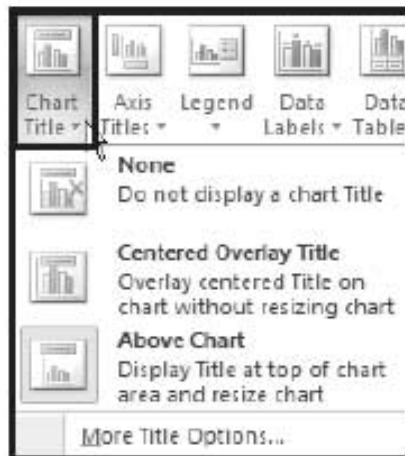 Chart Axis Legend Data Data
Title Titles Labels Table
None
Do not display a chart Title
Centered Overlay Title
Overlay centered Title on
chart without resizing chart
Above Chart
Display Title at top of chart
area and resize chart
More Title Options...